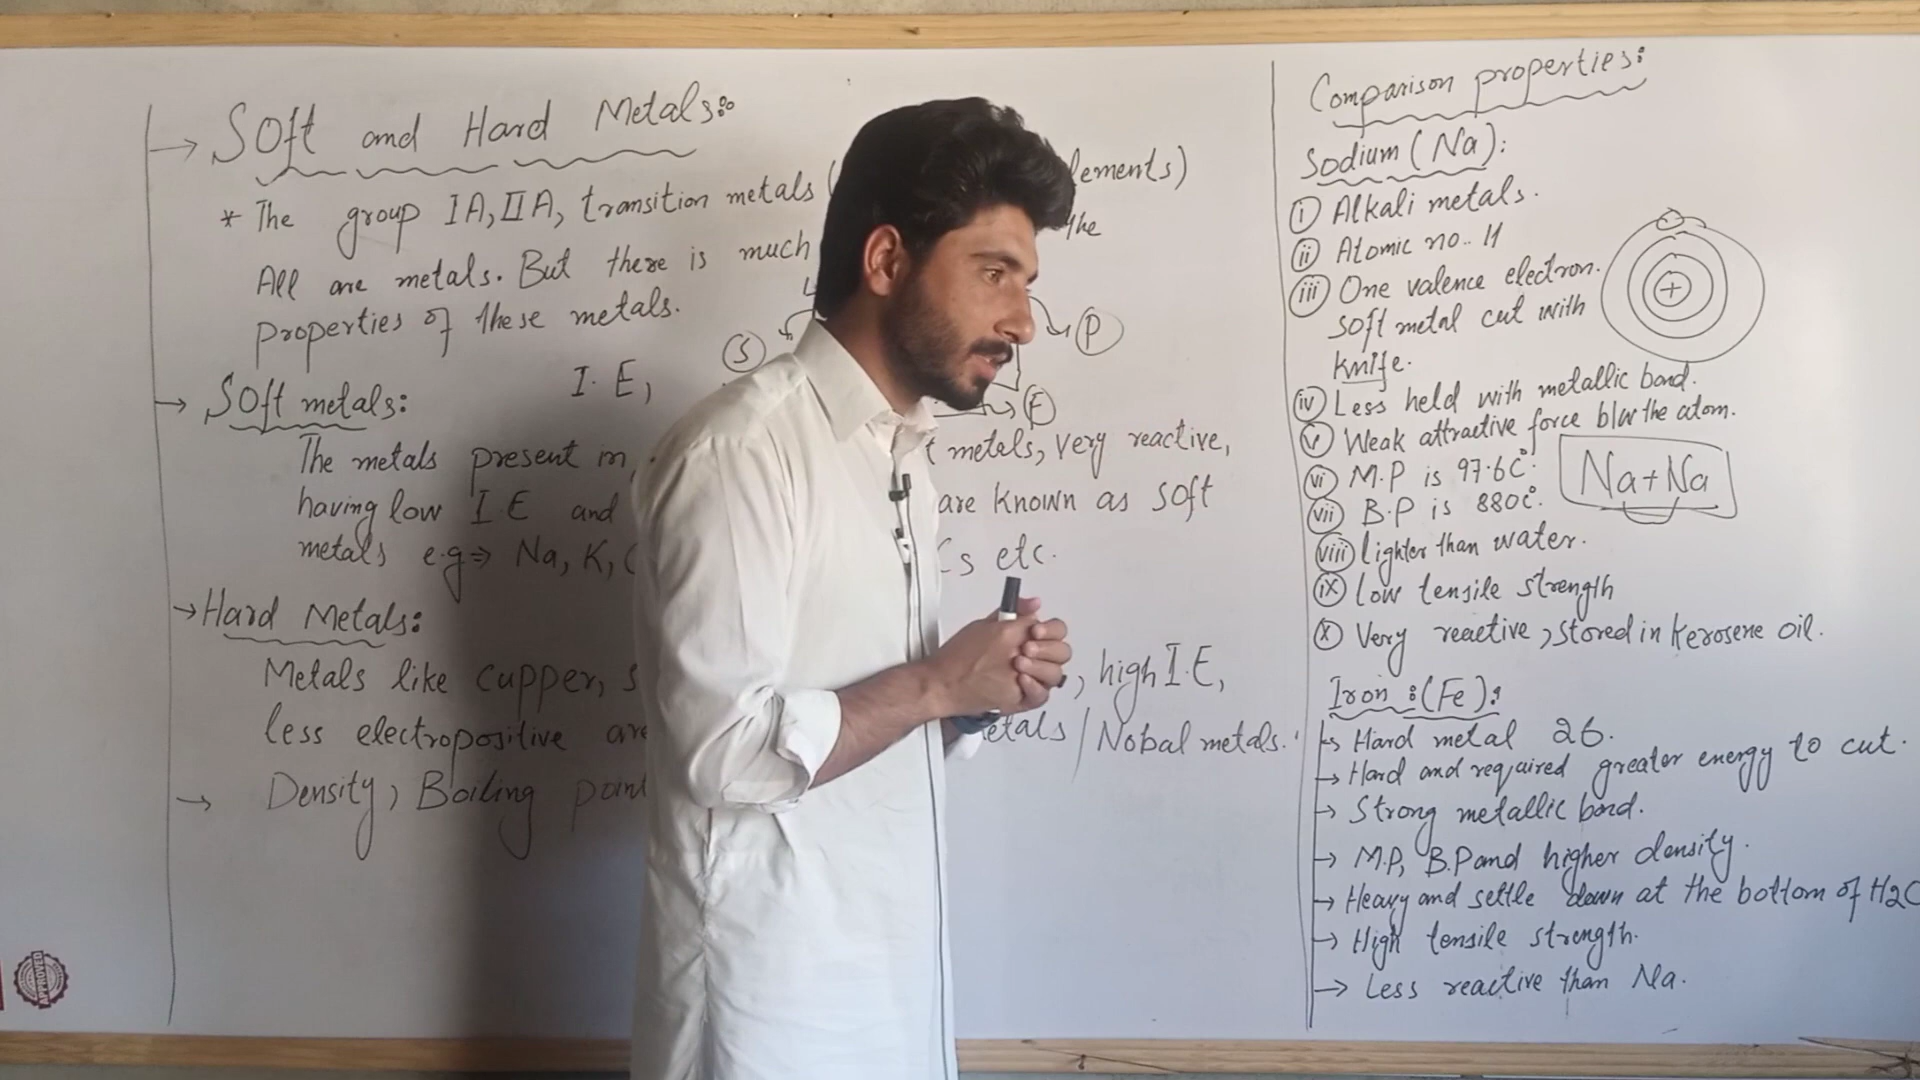 Soft and Hard Metals:
* The group IA, IIA, transition metals ( lements)
All are metals. But there is much the
properties of these metals.
S
P
F
Soft metals:
I. E,
The metals present in t metels, very reactive,
having low I.E and are known as soft
metals e.g⇒ Na, K, Cs etc.
Hard Metals:
Metals like cupper, s , high I.E,
less electropositive are etals / Nobal metals.
Density, Boiling point
Comparison properties:
Sodium (Na):
(i) Alkali metals.
(ii) Atomic no.. 11
(iii) One valence electron.
soft metal cut with
knife.
+
(iv) Less held with metallic bond.
(v) Weak attractive force b/w the atom.
(vi) M.P is 97.6C°.
(vii) B.P is 880C°.
Na+Na
(viii) lighter than water.
(ix) low tensile strength
(x) Very reactive, stored in kerosene oil.
Iron :(Fe):
Hard metal 26.
→ Hard and required greater energy to cut.
→ Strong metallic bond.
→ M.P, B.P and higher density.
→ Heavy and settle down at the bottom of H2O
→ High tensile strength.
→ Less reactive than Na.
APPROVED